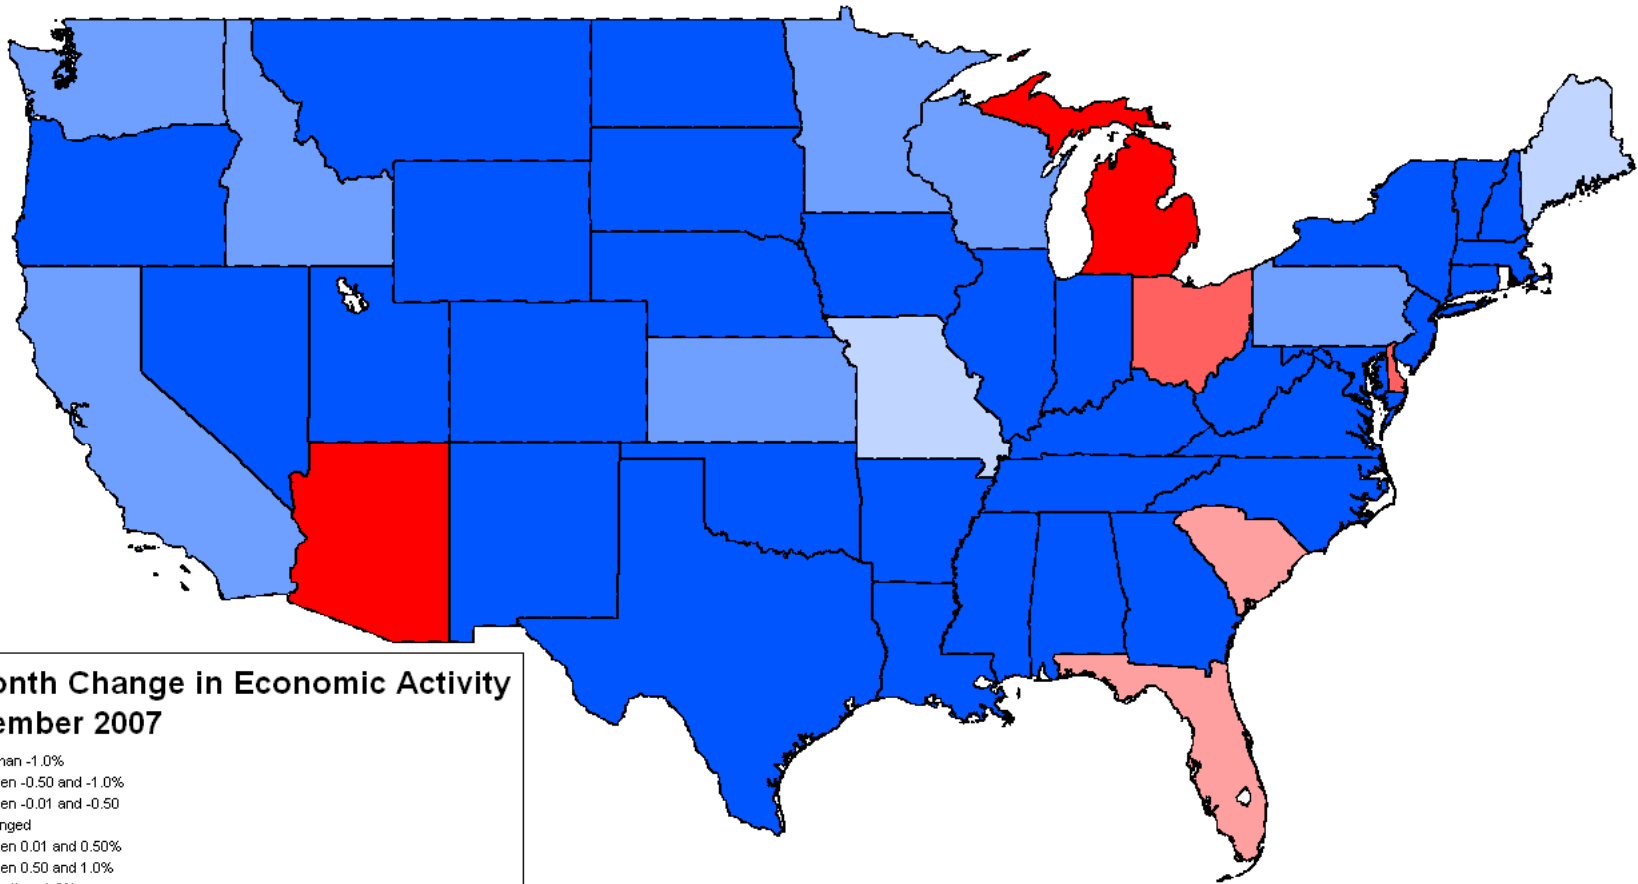 onth Change in Economic Activity
ember 2007
han -1.0%
en -0.50 and -1.0%
en -0.01 and -0.50
nged
en 0.01 and 0.50%
en 0.50 and 1.0%